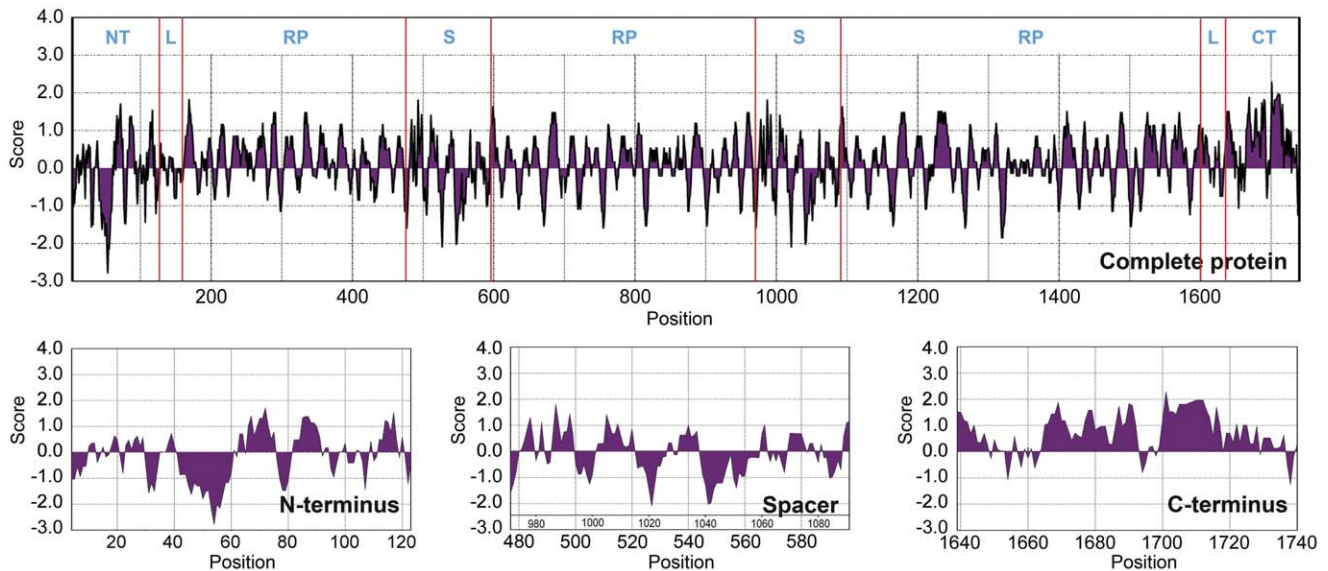 4.0
3.0
2.0
1.0
0.0
-1.0
-2.0
-3.0
Score
NT L RP S RP S RP L CT
Complete protein
200 400 600 800 1000 1200 1400 1600
Position
4.0
3.0
2.0
1.0
0.0
-1.0
-2.0
-3.0
Score
N-terminus
20 40 60 80 100 120
Position
4.0
3.0
2.0
1.0
0.0
-1.0
-2.0
-3.0
Score
Spacer
980 1000 1020 1040 1060 1080
480 500 520 540 560 580
Position
4.0
3.0
2.0
1.0
0.0
-1.0
-2.0
-3.0
Score
C-terminus
1640 1660 1680 1700 1720 1740
Position